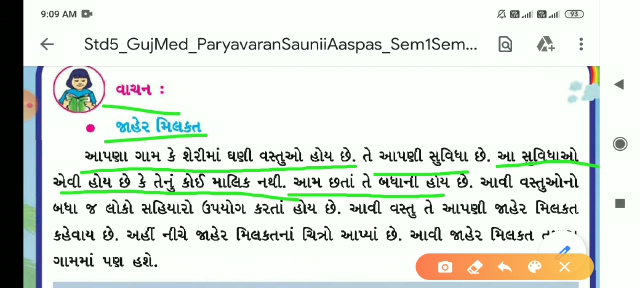 9:09 AM
93
Std5_GujMed_ParyavaranSauniiAaspas_Sem1Sem...
વાચન :
જાહેર મિલકત
આપણા ગામ કે શેરીમાં ઘણી વસ્તુઓ હોય છે. તે આપણી સુવિધા છે. આ સુવિધાઓ
એવી હોય છે કે તેનું કોઈ માલિક નથી. આમ છતાં તે બધાની હોય છે. આવી વસ્તુઓનો
બધા જ લોકો સહિયારો ઉપયોગ કરતાં હોય છે. આવી વસ્તુ તે આપણી જાહેર મિલકત
કહેવાય છે. અહીં નીચે જાહેર મિલકતનાં ચિત્રો આપ્યાં છે. આવી જાહેર મિલકત
ગામમાં પણ હશે.